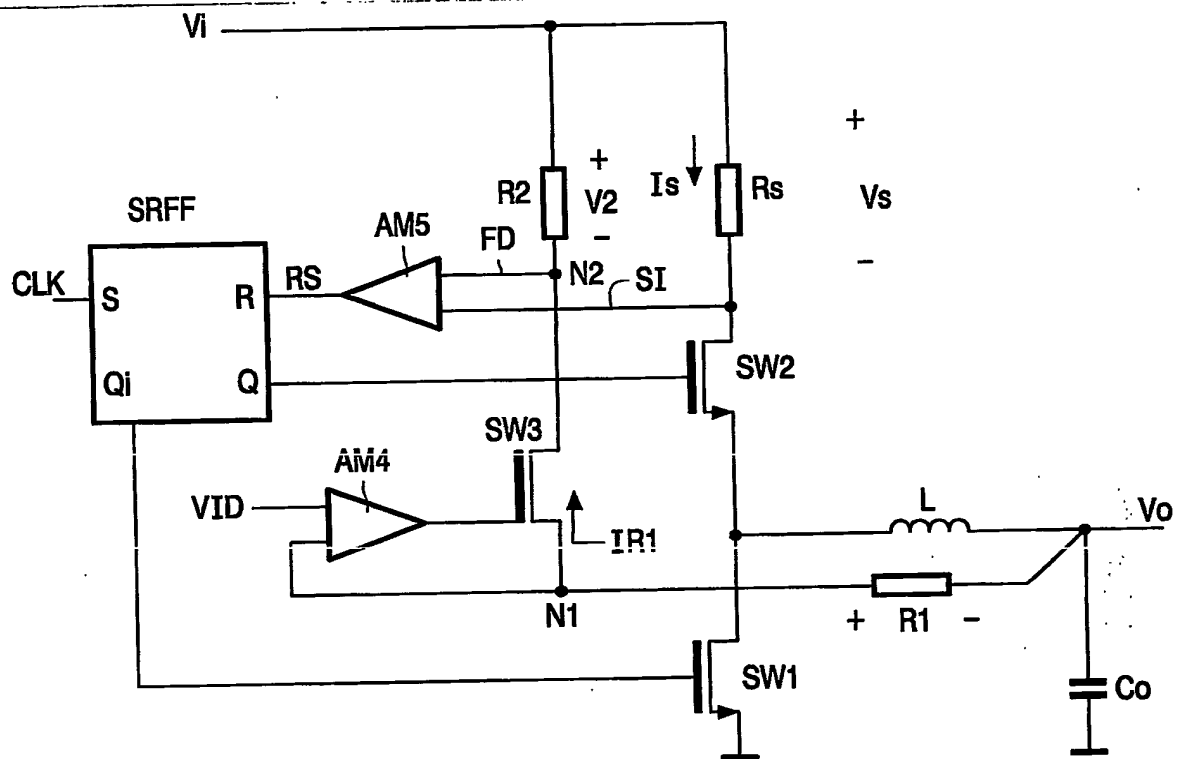 Vi
+
R2
V2
-
Is
Rs
+
Vs
-
SRFF
AM5
FD
N2
SI
CLK
S
R
RS
Qi
Q
SW2
SW3
AM4
VID
IR1
L
Vo
N1
+
R1
-
SW1
Co